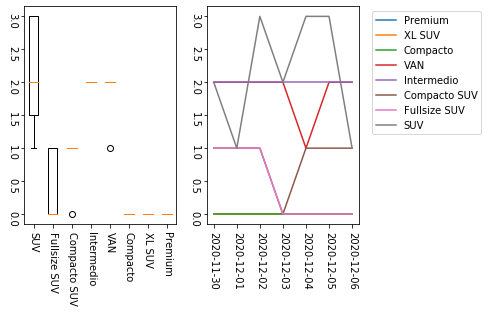 3.0
2.5
2.0
1.5
1.0
0.5
0.0
SUV
Fullsize SUV
Compacto SUV
Intermedio
VAN
Compacto
XL SUV
Premium
3.0
2.5
2.0
1.5
1.0
0.5
0.0
2020-11-30
2020-12-01
2020-12-02
2020-12-03
2020-12-04
2020-12-05
2020-12-06
Premium
XL SUV
Compacto
VAN
Intermedio
Compacto SUV
Fullsize SUV
SUV